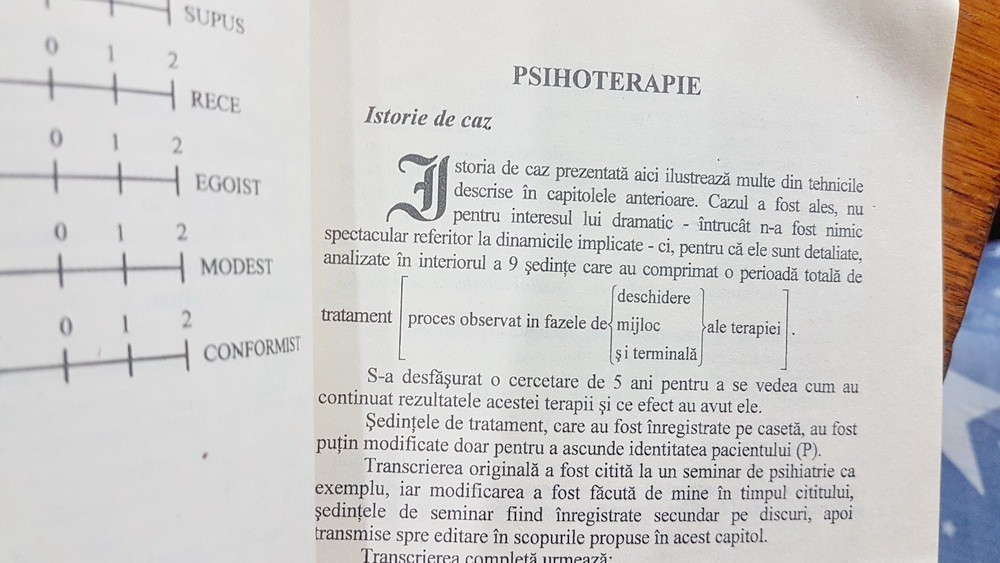 SUPUS
0 1 2
RECE
0 1 2
EGOIST
0 1 2
MODEST
0 1 2
CONFORMIST
PSIHOTERAPIE
Istorie de caz
Istoria de caz prezentată aici ilustrează multe din tehnicile
descrise în capitolele anterioare. Cazul a fost ales, nu
pentru interesul lui dramatic - întrucât n-a fost nimic
spectacular referitor la dinamicile implicate - ci, pentru că ele sunt detaliate,
analizate în interiorul a 9 şedinţe care au comprimat o perioadă totală de
tratament [proces observat in fazele de {deschidere
mijloc
şi terminală} ale terapiei].
S-a desfăşurat o cercetare de 5 ani pentru a se vedea cum au
continuat rezultatele acestei terapii şi ce efect au avut ele.
Şedinţele de tratament, care au fost înregistrate pe casetă, au fost
puţin modificate doar pentru a ascunde identitatea pacientului (P).
Transcrierea originală a fost citită la un seminar de psihiatrie ca
exemplu, iar modificarea a fost făcută de mine în timpul cititului,
şedinţele de seminar fiind înregistrate secundar pe discuri, apoi
transmise spre editare în scopurile propuse în acest capitol.
Transcrierea completă urmează: